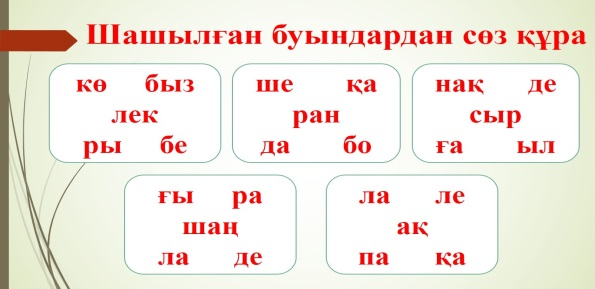 Шашылған буындардан сөз құра
кө быз
лек
ры бе
ше қа
ран
да бо
нақ де
сыр
ға ыл
ғы ра
шаң
ла де
ла ле
ақ
па қа